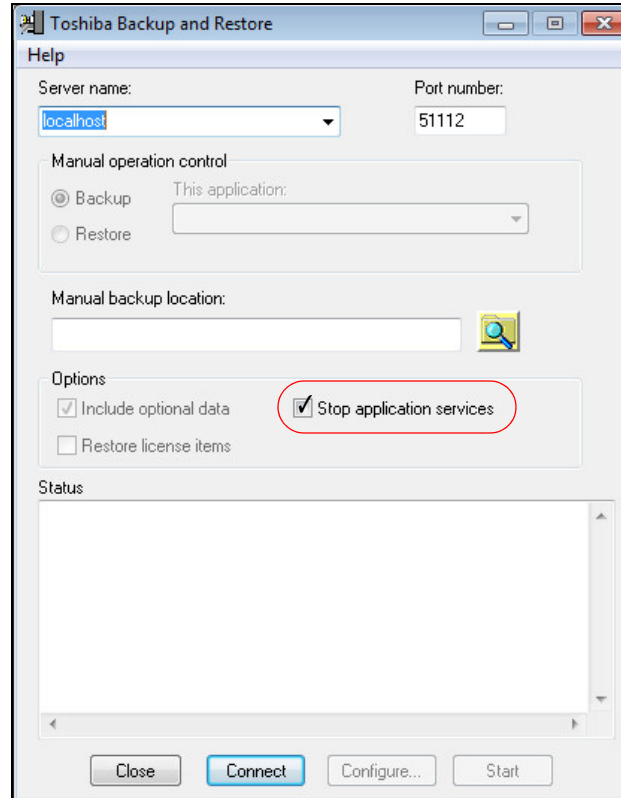 Toshiba Backup and Restore
Help
Server name: Port number:
localhost 51112
Manual operation control
Backup This application:
Restore
Manual backup location:
Options
Include optional data Stop application services
Restore license items
Status
Close Connect Configure... Start